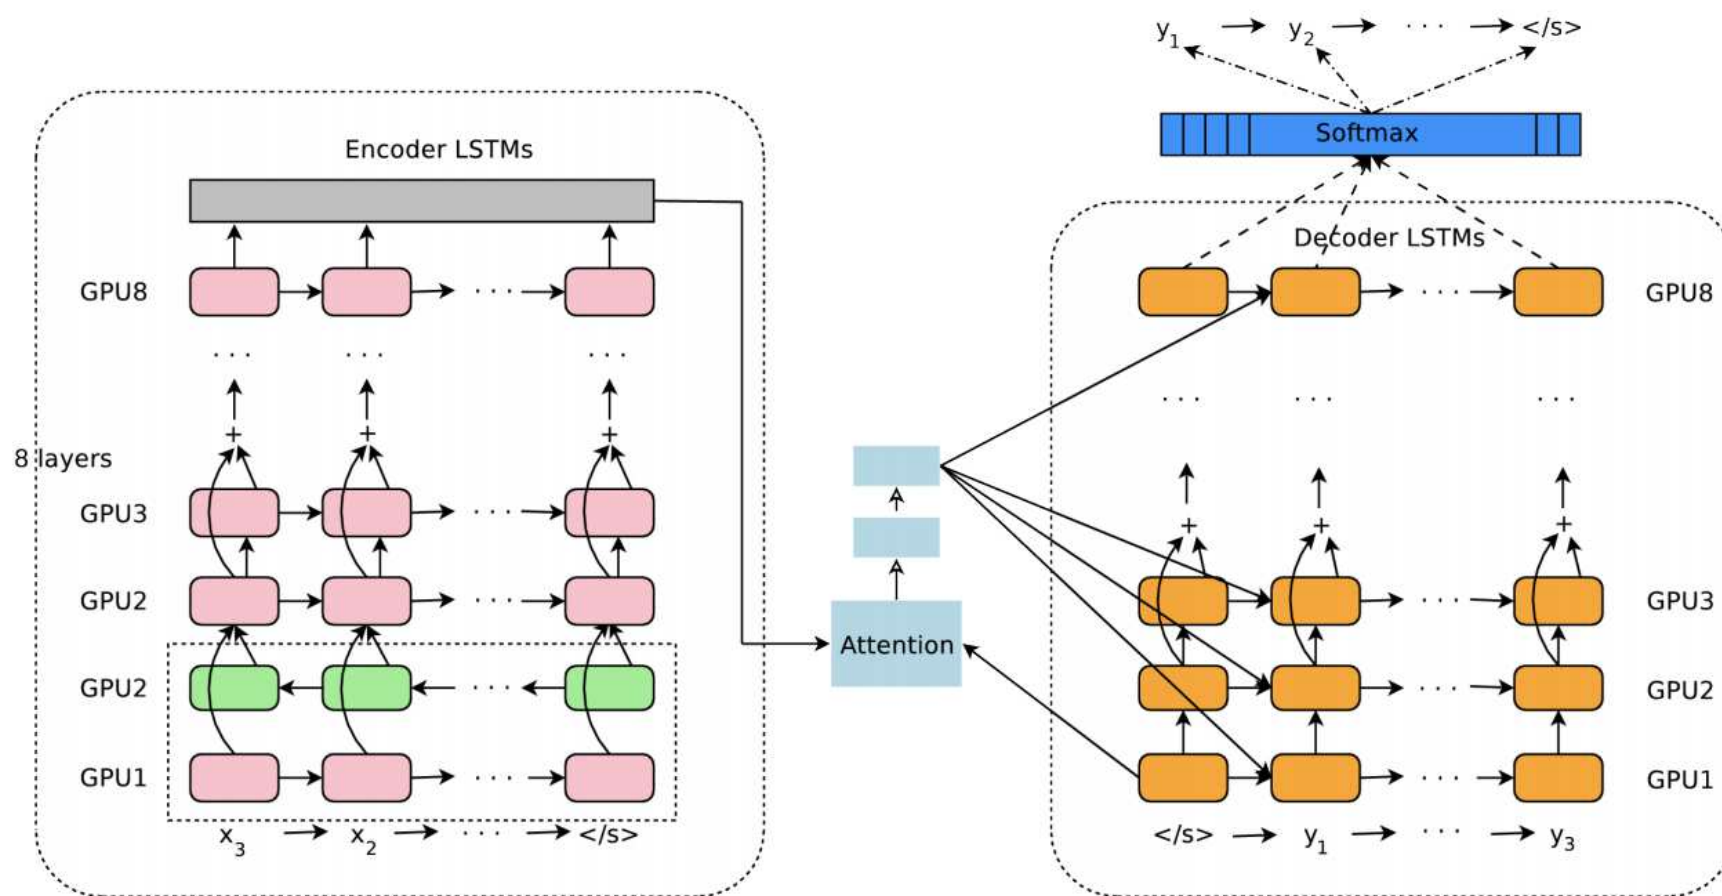 y1 y2 ··· </s>
Softmax
Encoder LSTMs
Decoder LSTMs
GPU8 ···
··· GPU8
··· ··· ···
··· ··· ···
+ + +
8 layers
GPU3 ···
+ + +
GPU2 ···
··· GPU3
Attention
GPU2 ···
··· GPU2
GPU1 ···
··· GPU1
x3 x2 ··· </s>
</s> y1 ··· y3